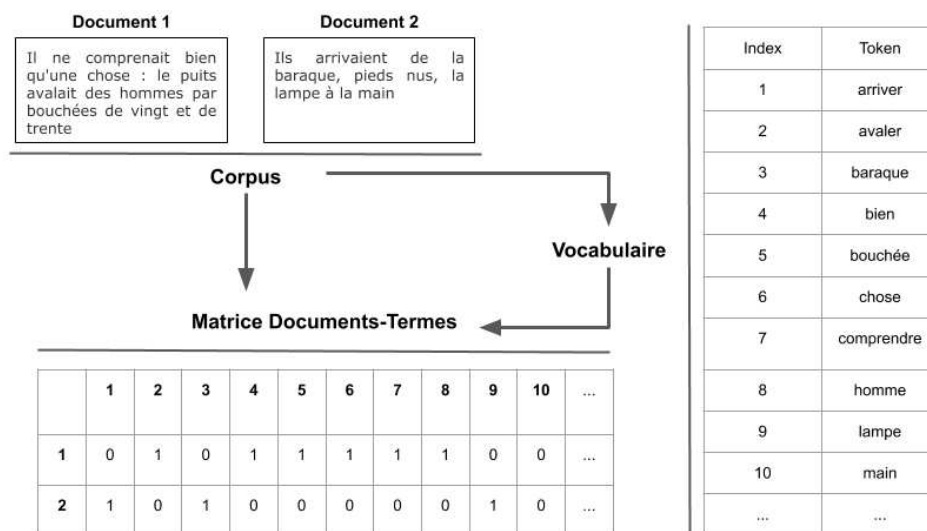 Document 1
Il ne comprenait bien
qu'une chose : le puits
avalait des hommes par
bouchées de vingt et de
trente
Document 2
Ils arrivaient de la
baraque, pieds nus, la
lampe à la main
Corpus
Vocabulaire
Matrice Documents-Termes
1 2 3 4 5 6 7 8 9 10 ...
1 0 1 0 1 1 1 1 1 0 0 ...
2 1 0 1 0 0 0 0 0 1 0 ...
Index Token
1 arriver
2 avaler
3 baraque
4 bien
5 bouchée
6 chose
7 comprendre
8 homme
9 lampe
10 main
... ...